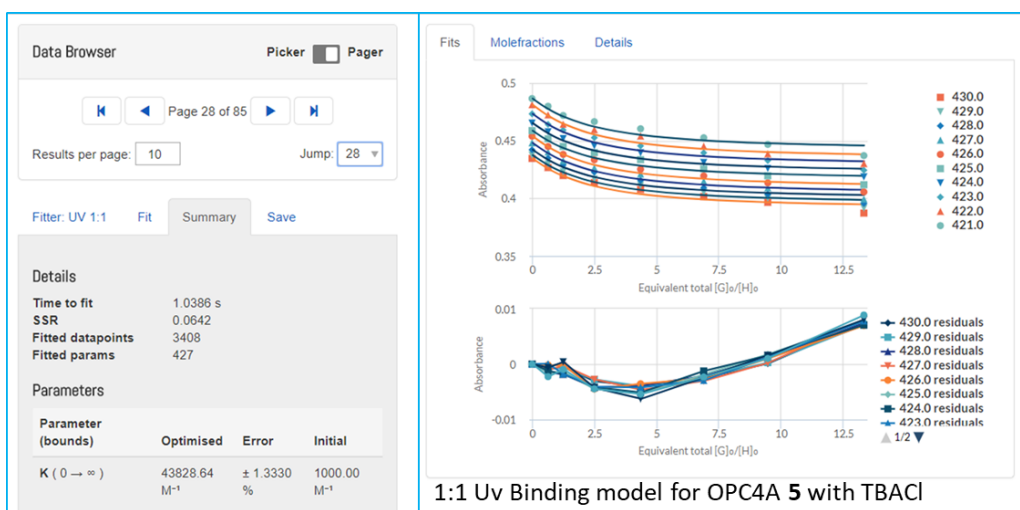 Data Browser
Picker
Pager
Page 28 of 85
Results per page: 10
Jump: 28
Fitter: UV 1:1
Fit
Summary
Save
Details
Time to fit 1.0386 s
SSR 0.0642
Fitted datapoints 3408
Fitted params 427
Parameters
Parameter (bounds) Optimised Error Initial
K ( 0 → ∞ ) 43828.64 M⁻¹ ± 1.3330 % 1000.00 M⁻¹
Fits
Molefractions
Details
0.5
0.45
0.4
0.35
Absorbance
0 2.5 5 7.5 10 12.5
Equivalent total [G]₀/[H]₀
430.0
429.0
428.0
427.0
426.0
425.0
424.0
423.0
422.0
421.0
0.01
0
-0.01
Absorbance
0 2.5 5 7.5 10 12.5
Equivalent total [G]₀/[H]₀
430.0 residuals
429.0 residuals
428.0 residuals
427.0 residuals
426.0 residuals
425.0 residuals
424.0 residuals
423.0 residuals
1/2
1:1 Uv Binding model for OPC4A 5 with TBACl